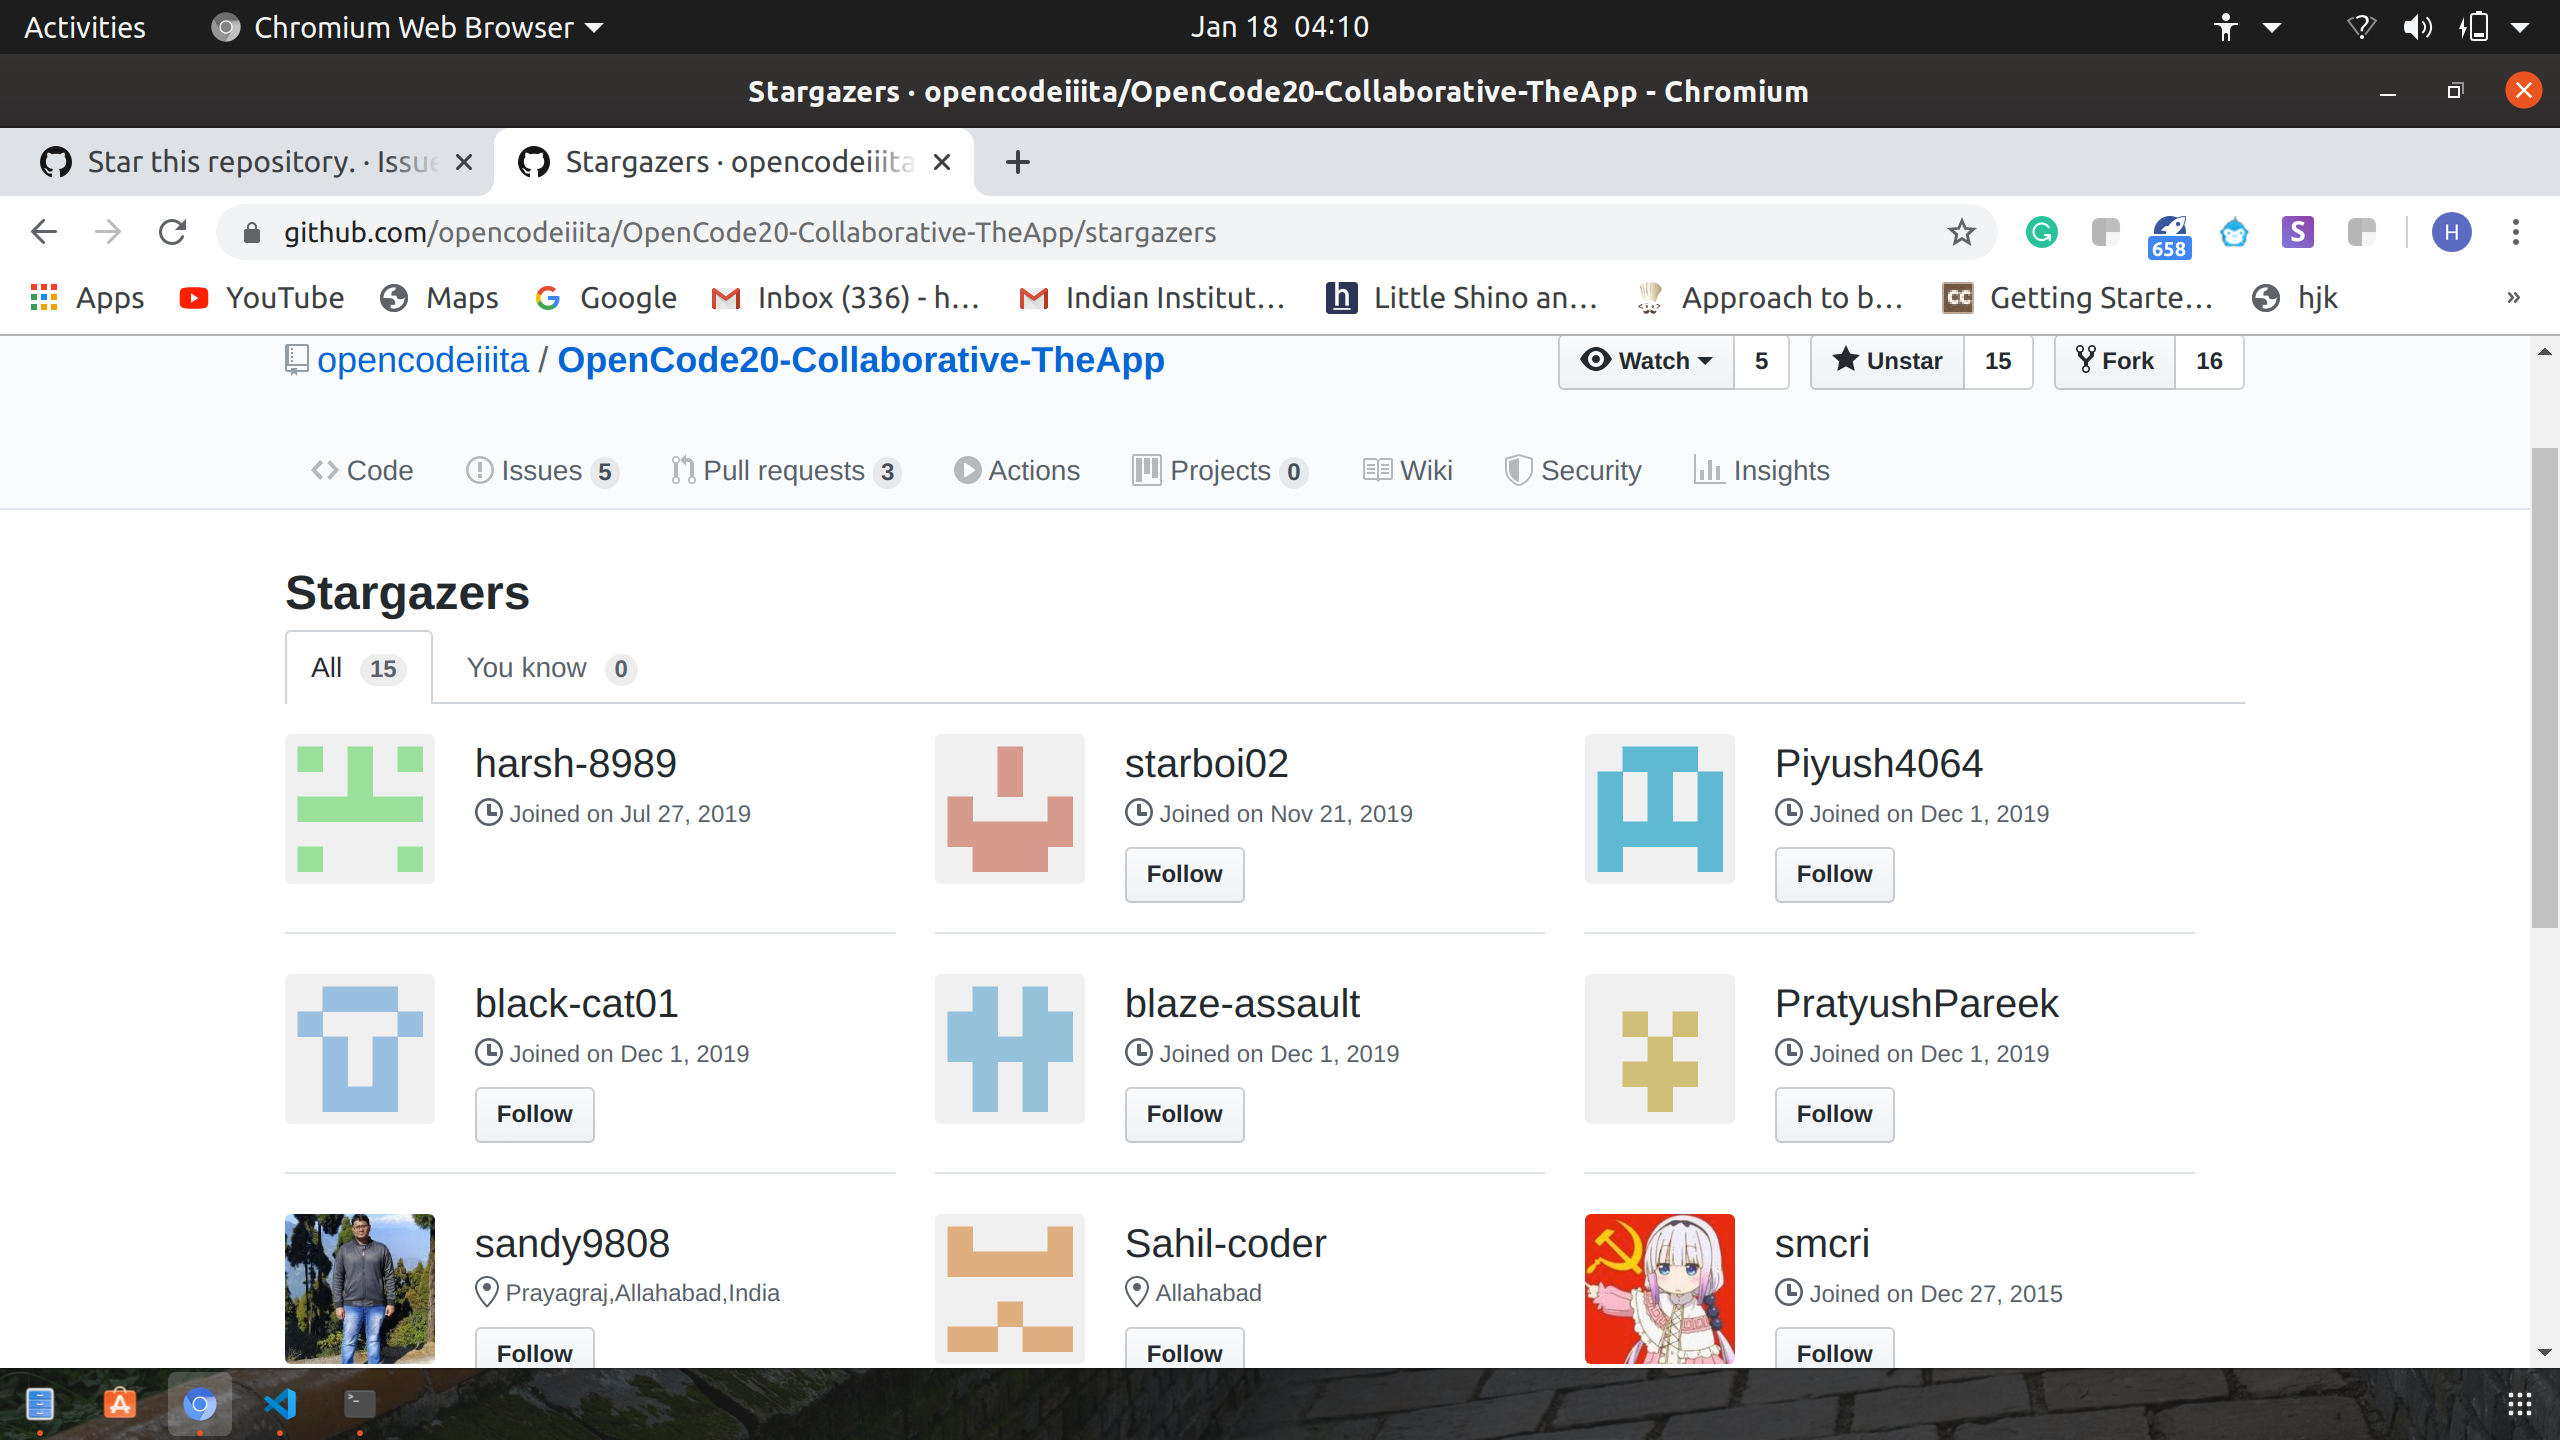 Activities Chromium Web Browser Jan 18 04:10
Stargazers · opencodeiiita/OpenCode20-Collaborative-TheApp - Chromium
Star this repository. · Issue Stargazers · opencodeiiita
github.com/opencodeiiita/OpenCode20-Collaborative-TheApp/stargazers 658 S H
Apps YouTube Maps Google Inbox (336) - h… Indian Institut… h Little Shino an… Approach to b… CC Getting Starte… hjk »
opencodeiiita / OpenCode20-Collaborative-TheApp Watch 5 Unstar 15 Fork 16
Code Issues 5 Pull requests 3 Actions Projects 0 Wiki Security Insights
Stargazers
All 15 You know 0
harsh-8989 starboi02 Piyush4064
Joined on Jul 27, 2019 Joined on Nov 21, 2019 Joined on Dec 1, 2019
Follow Follow
black-cat01 blaze-assault PratyushPareek
Joined on Dec 1, 2019 Joined on Dec 1, 2019 Joined on Dec 1, 2019
Follow Follow Follow
sandy9808 Sahil-coder smcri
Prayagraj,Allahabad,India Allahabad Joined on Dec 27, 2015
Follow Follow Follow